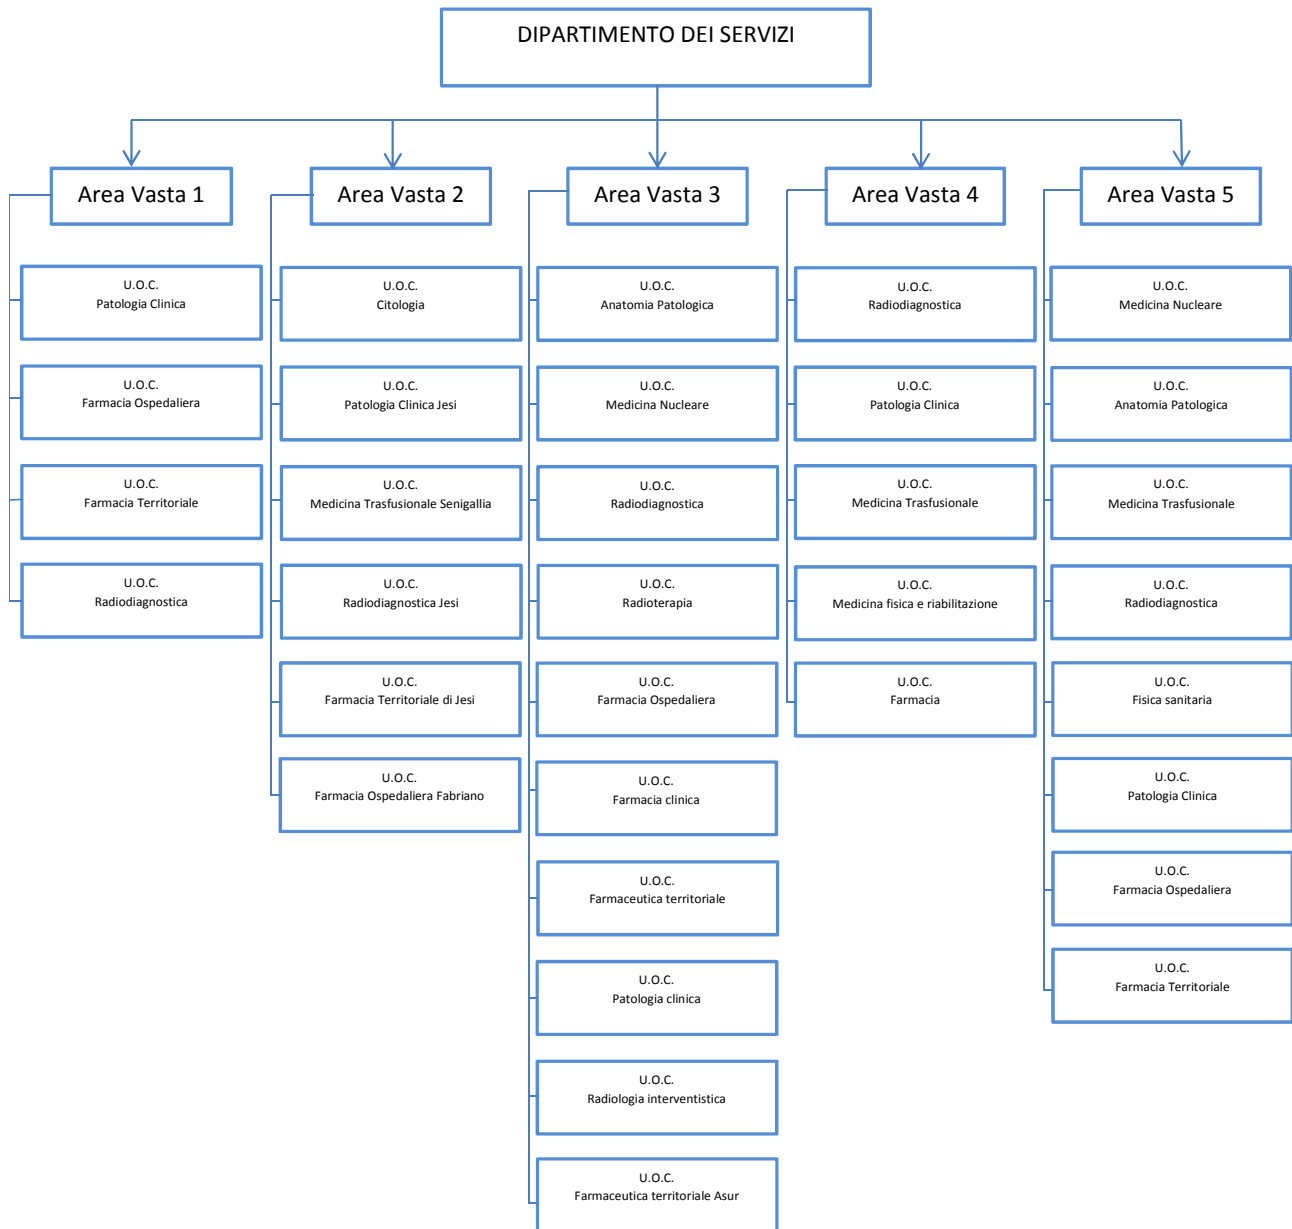 DIPARTIMENTO DEI SERVIZI
Area Vasta 1
U.O.C.
Patologia Clinica
U.O.C.
Farmacia Ospedaliera
U.O.C.
Farmacia Territoriale
U.O.C.
Radiodiagnostica
Area Vasta 2
U.O.C.
Citologia
U.O.C.
Patologia Clinica Jesi
U.O.C.
Medicina Trasfusionale Senigallia
U.O.C.
Radiodiagnostica Jesi
U.O.C.
Farmacia Territoriale di Jesi
U.O.C.
Farmacia Ospedaliera Fabriano
Area Vasta 3
U.O.C.
Anatomia Patologica
U.O.C.
Medicina Nucleare
U.O.C.
Radiodiagnostica
U.O.C.
Radioterapia
U.O.C.
Farmacia Ospedaliera
U.O.C.
Farmacia clinica
U.O.C.
Farmaceutica territoriale
U.O.C.
Patologia clinica
U.O.C.
Radiologia interventistica
U.O.C.
Farmaceutica territoriale Asur
Area Vasta 4
U.O.C.
Radiodiagnostica
U.O.C.
Patologia Clinica
U.O.C.
Medicina Trasfusionale
U.O.C.
Medicina fisica e riabilitazione
U.O.C.
Farmacia
Area Vasta 5
U.O.C.
Medicina Nucleare
U.O.C.
Anatomia Patologica
U.O.C.
Medicina Trasfusionale
U.O.C.
Radiodiagnostica
U.O.C.
Fisica sanitaria
U.O.C.
Patologia Clinica
U.O.C.
Farmacia Ospedaliera
U.O.C.
Farmacia Territoriale